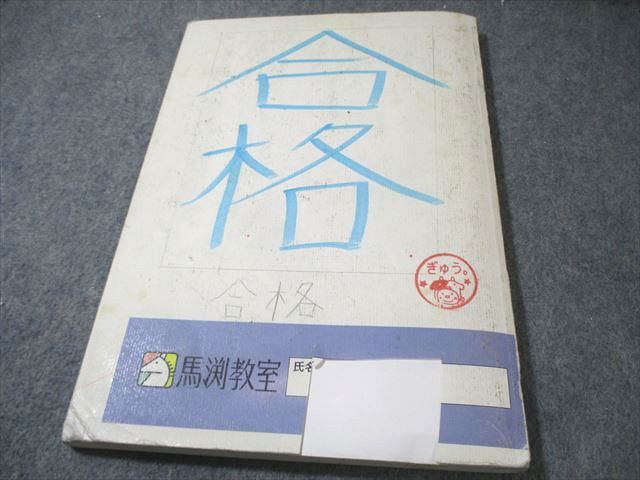 合格
ぎゅう。
合格
馬渕教室
氏名